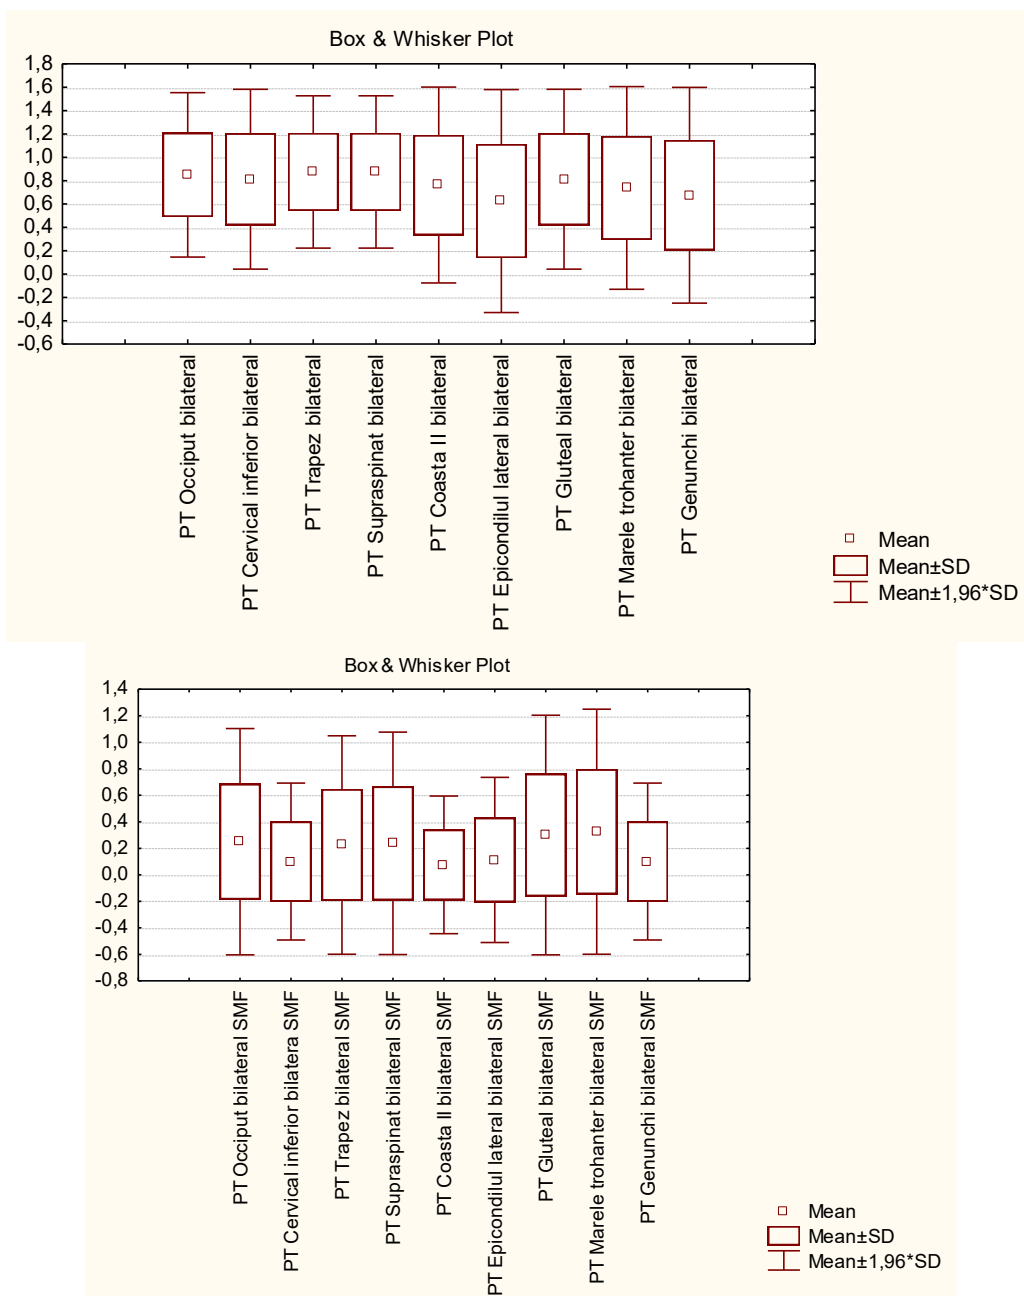 Box & Whisker Plot
1,8
1,6
1,4
1,2
1,0
0,8
0,6
0,4
0,2
0,0
-0,2
-0,4
-0,6
PT Occiput bilateral
PT Cervical inferior bilateral
PT Trapez bilateral
PT Supraspinat bilateral
PT Coasta II bilateral
PT Epicondilul lateral bilateral
PT Gluteal bilateral
PT Marele trohanter bilateral
PT Genunchi bilateral
Mean
Mean±SD
Mean±1,96*SD
Box & Whisker Plot
1,4
1,2
1,0
0,8
0,6
0,4
0,2
0,0
-0,2
-0,4
-0,6
-0,8
PT Occiput bilateral SMF
PT Cervical inferior bilatera SMF
PT Trapez bilateral SMF
PT Supraspinat bilateral SMF
PT Coasta II bilateral SMF
PT Epicondilul lateral bilateral SMF
PT Gluteal bilateral SMF
PT Marele trohanter bilateral SMF
PT Genunchi bilateral SMF
Mean
Mean±SD
Mean±1,96*SD